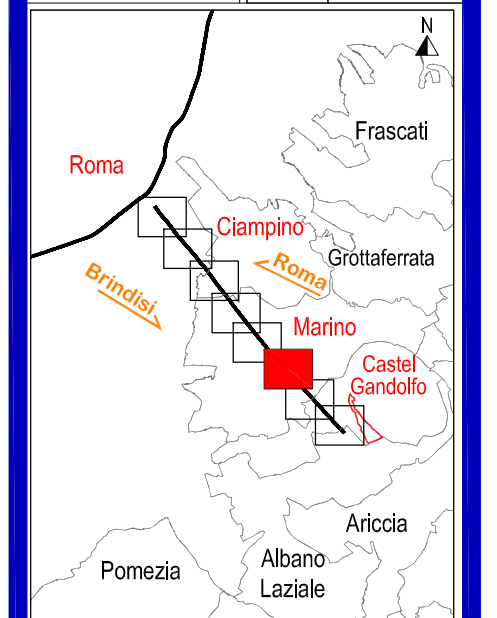 N
Frascati
Roma
Ciampino
Grottaferrata
Roma
Brindisi
Marino
Castel
Gandolfo
Ariccia
Albano
Laziale
Pomezia